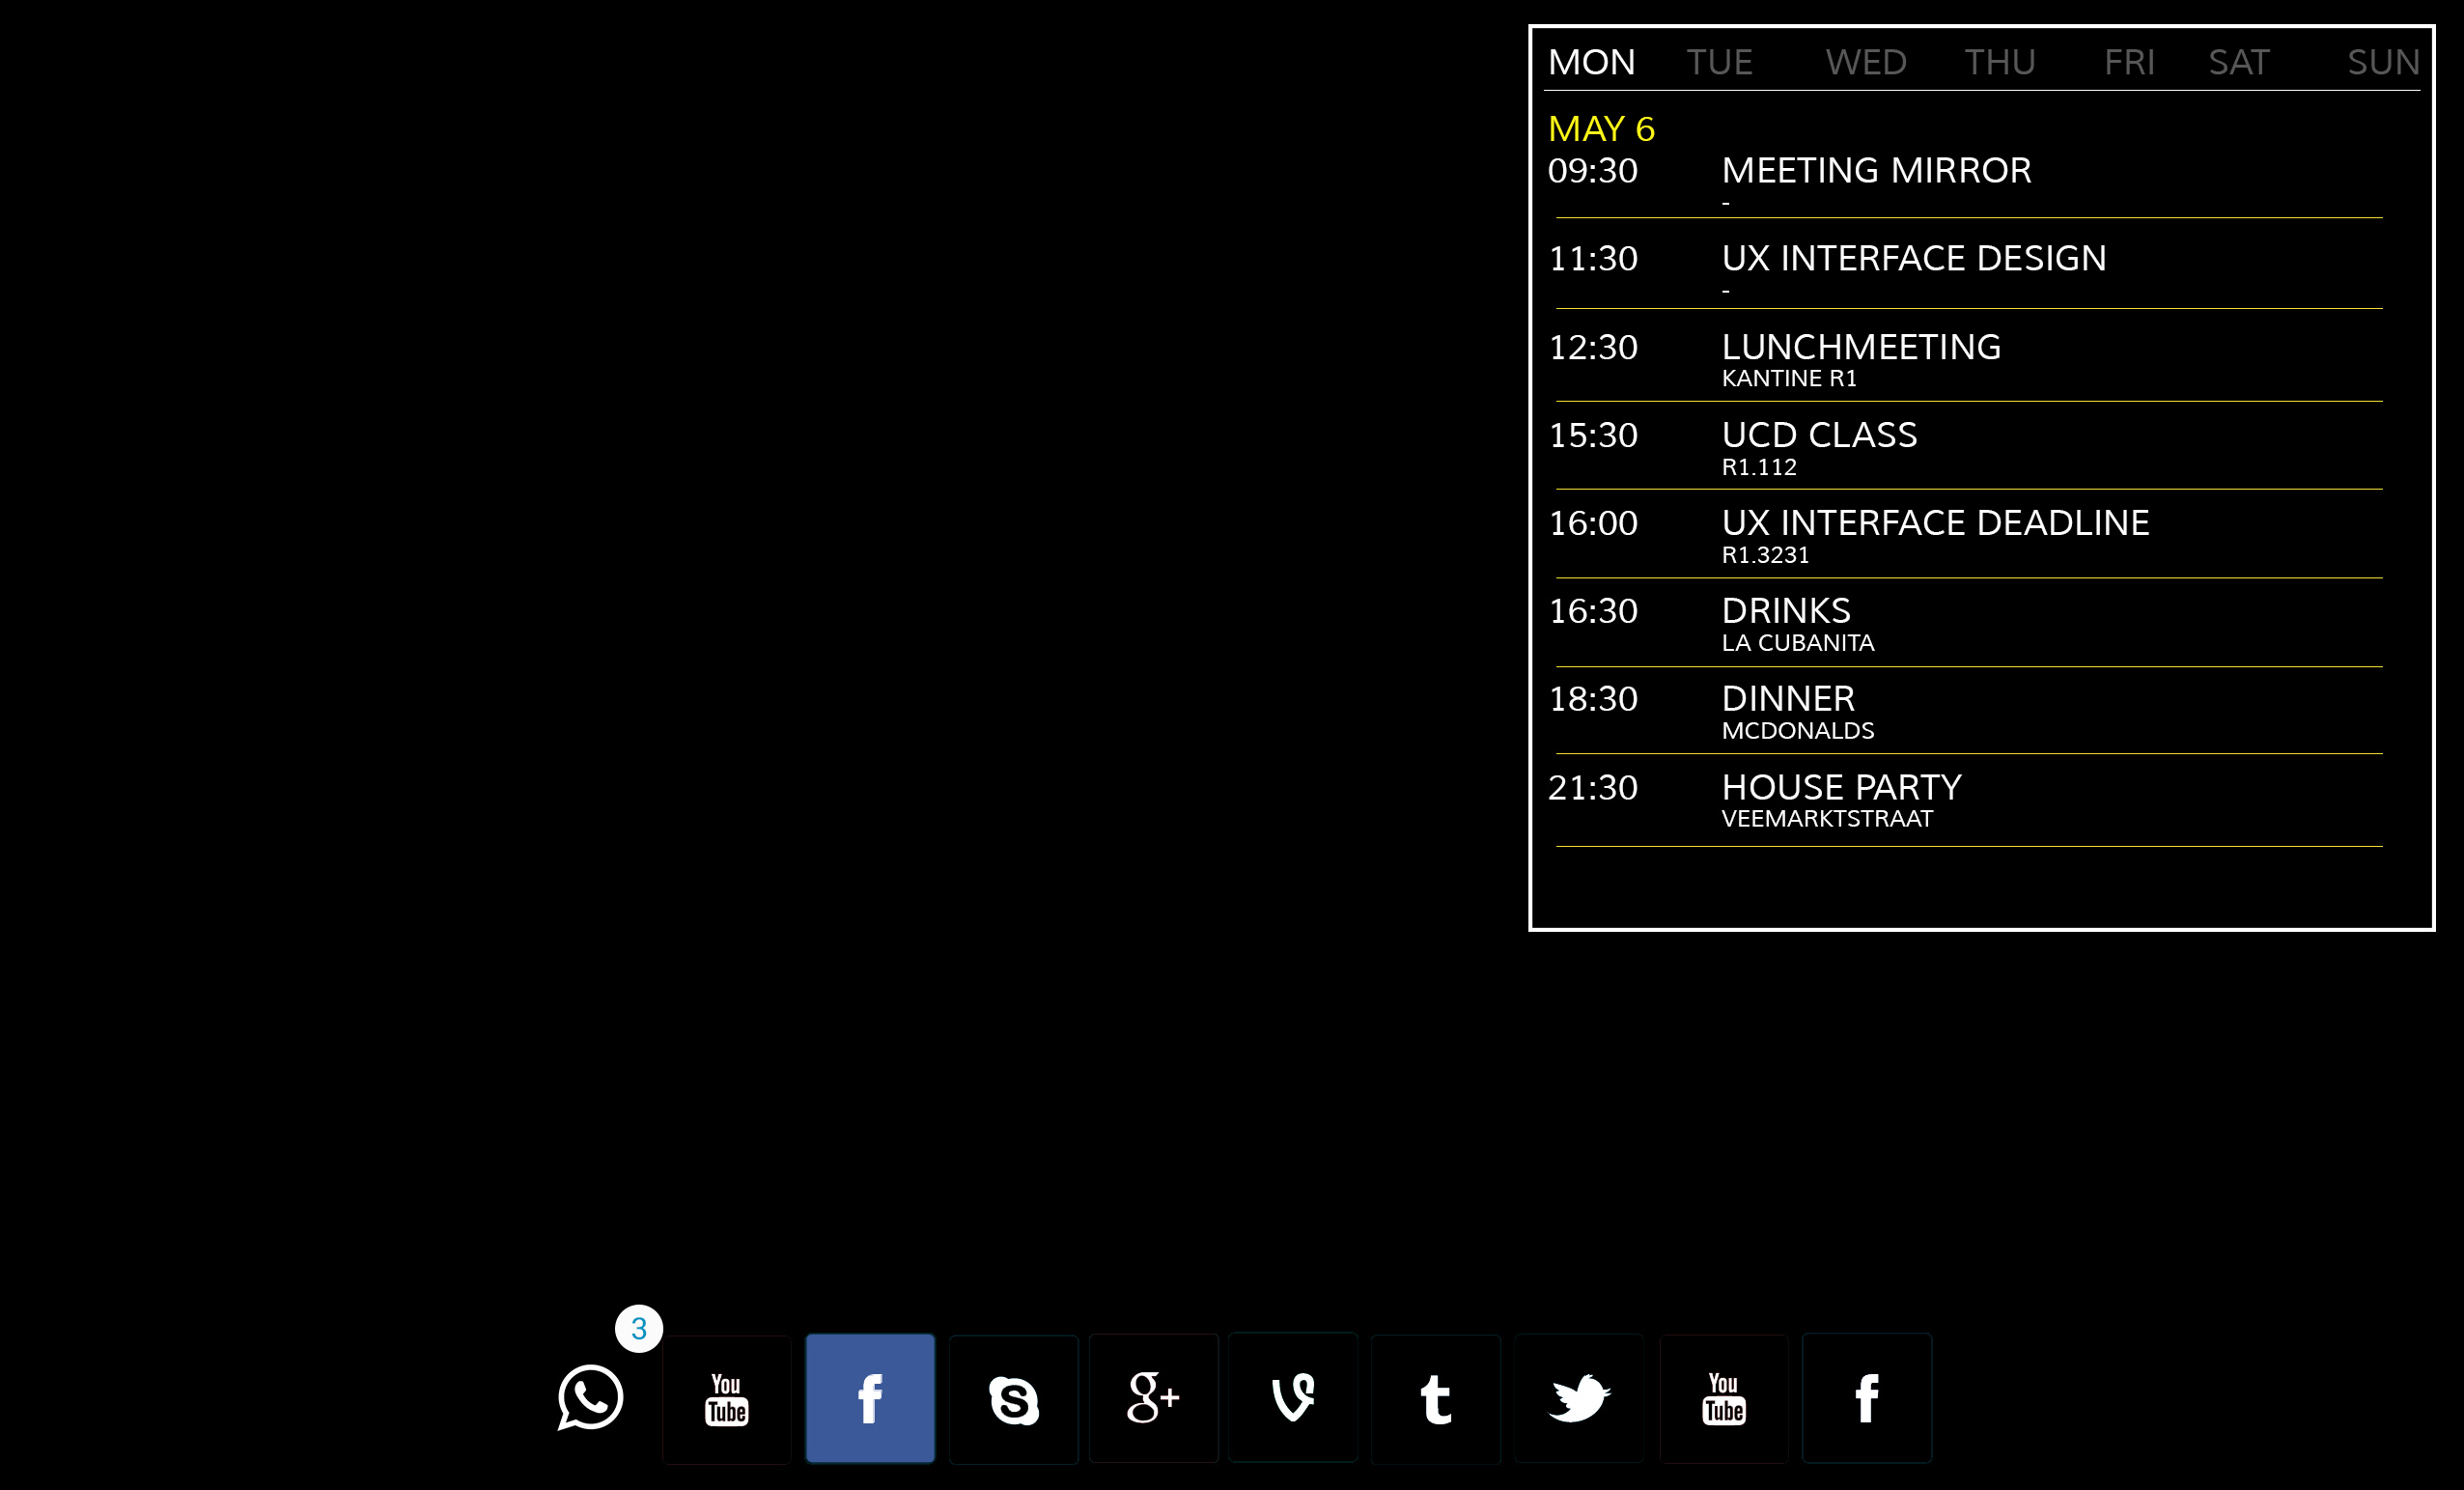 MON TUE WED THU FRI SAT SUN
MAY 6
09:30 MEETING MIRROR
-
11:30 UX INTERFACE DESIGN
-
12:30 LUNCHMEETING
KANTINE R1
15:30 UCD CLASS
R1.112
16:00 UX INTERFACE DEADLINE
R1.3231
16:30 DRINKS
LA CUBANITA
18:30 DINNER
MCDONALDS
21:30 HOUSE PARTY
VEEMARKTSTRAAT
3
You Tube f S g+ t You Tube f